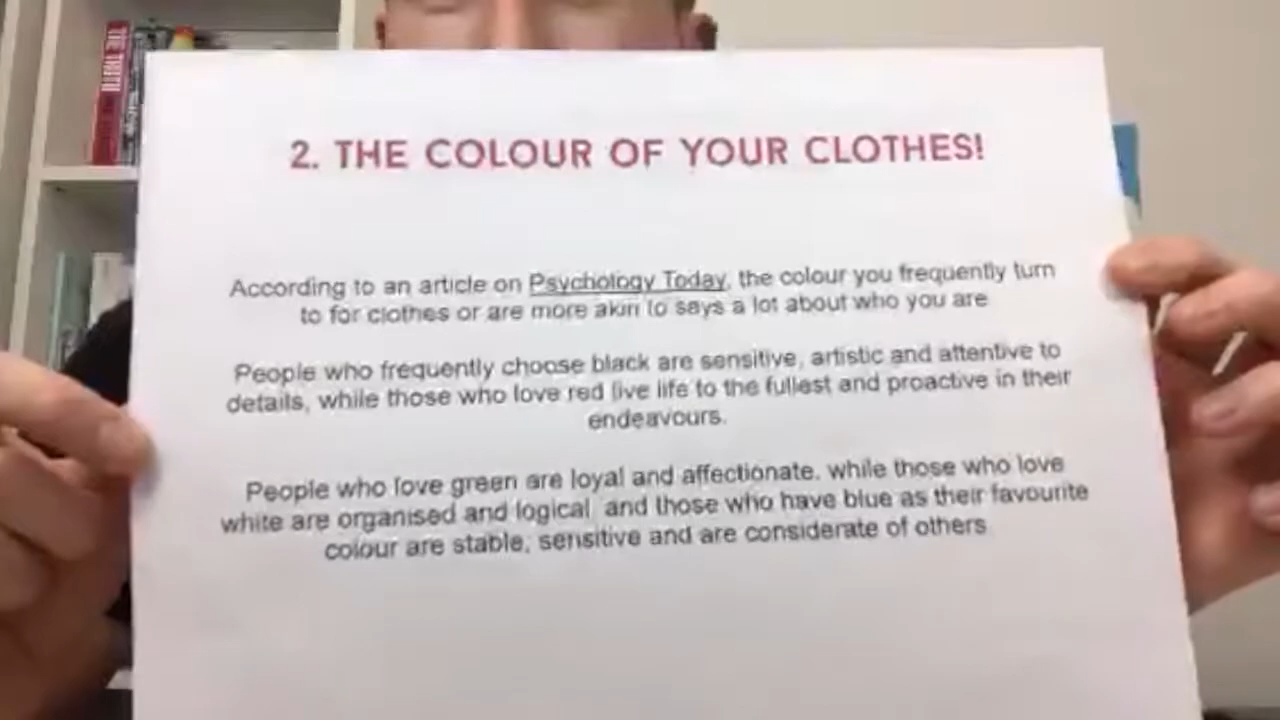 THE TRUTH
2. THE COLOUR OF YOUR CLOTHES!
According to an article on Psychology Today, the colour you frequently turn
to for clothes or are more akin to says a lot about who you are
People who frequently choose black are sensitive, artistic and attentive to
details, while those who love red live life to the fullest and proactive in their
endeavours.
People who love green are loyal and affectionate. while those who love
white are organised and logical and those who have blue as their favourite
colour are stable, sensitive and are considerate of others